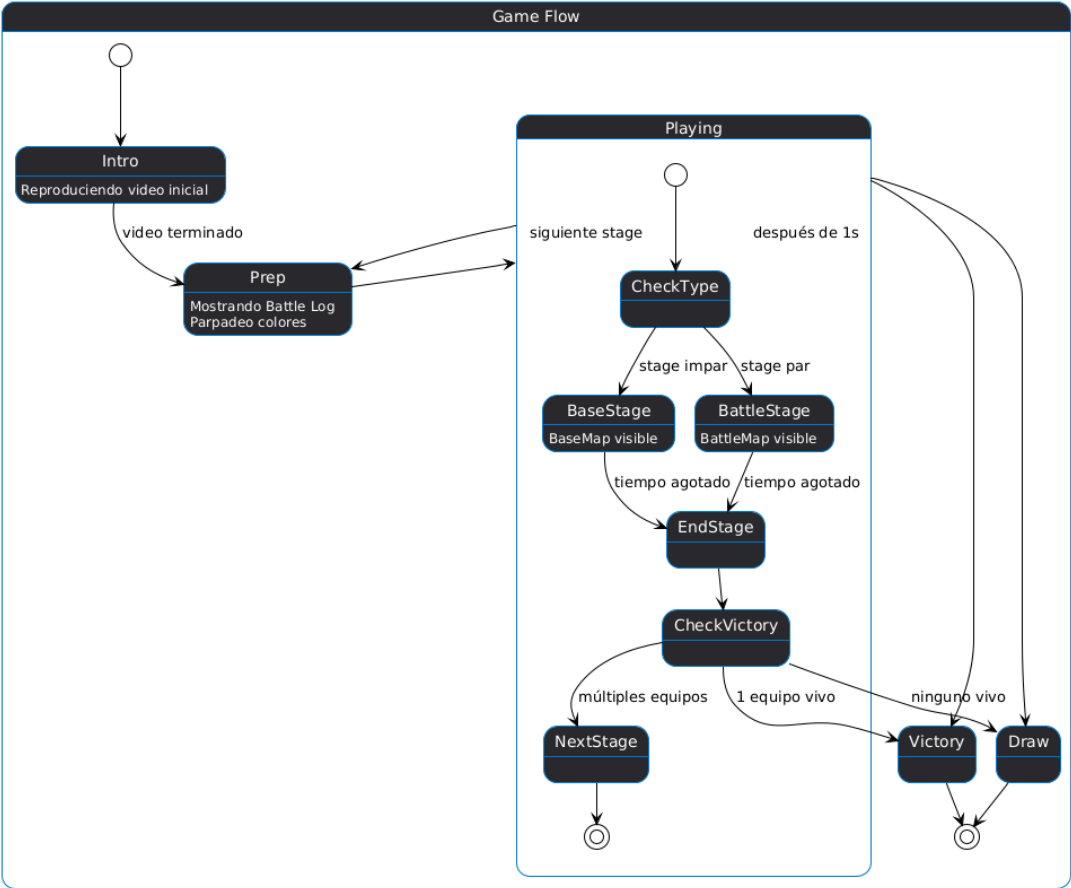 Game Flow
Playing
Intro
Reproduciendo video inicial
video terminado
siguiente stage
después de 1s
Prep
Mostrando Battle Log
Parpadeo colores
CheckType
stage impar
stage par
BaseStage
BaseMap visible
BattleStage
BattleMap visible
tiempo agotado
tiempo agotado
EndStage
CheckVictory
múltiples equipos
1 equipo vivo
ninguno vivo
NextStage
Victory
Draw